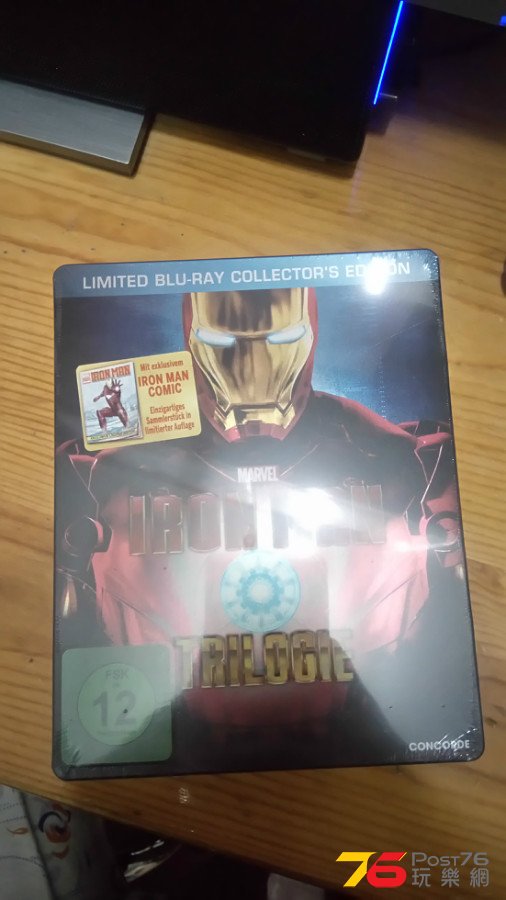 LIMITED BLU-RAY COLLECTOR'S EDITION
IRON MAN
Mit exklusivem
IRON MAN
COMIC
Einzigartiges
Sammlerstück in
limitierter Auflage
MARVEL
IRON MAN
TRILOGIE
FSK
12
CONCORDE
76 POST76
玩樂網